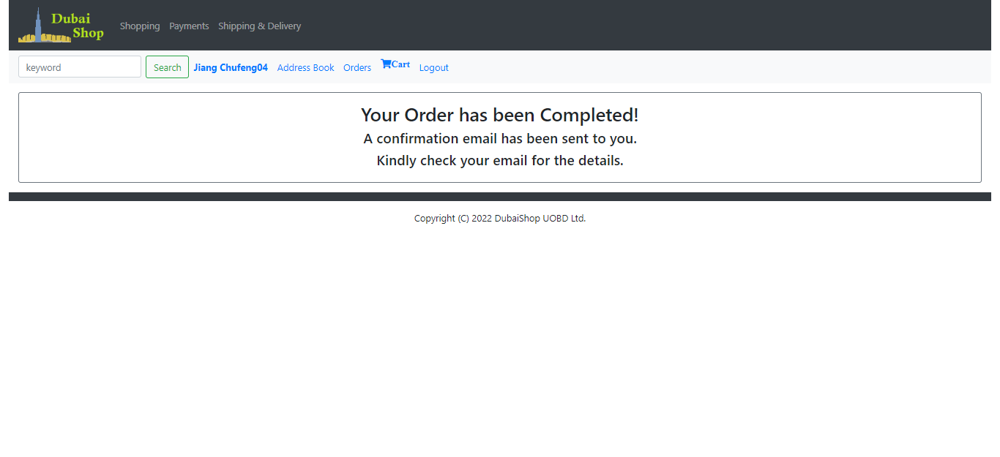 Dubai
Shop
Shopping Payments Shipping & Delivery
keyword Search Jiang Chufeng04 Address Book Orders Cart Logout
Your Order has been Completed!
A confirmation email has been sent to you.
Kindly check your email for the details.
Copyright (C) 2022 DubaiShop UOBD Ltd.